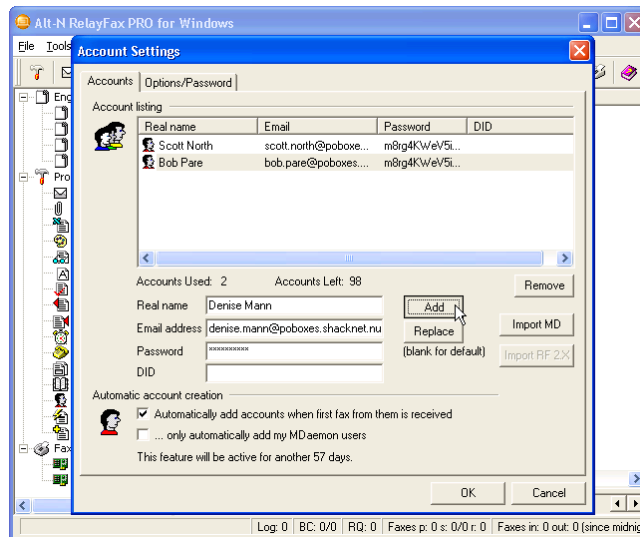 Alt-N RelayFax PRO for Windows
File Tools
Account Settings
Accounts Options/Password
Account listing
Real name Email Password DID
Scott North scott.north@poboxe... m8rg4KWeV5i...
Bob Pare bob.pare@poboxes.... m8rg4KWeV5i...
Accounts Used: 2 Accounts Left: 98
Remove
Real name Denise Mann
Add
Email address denise.mann@poboxes.shacknet.nu
Replace
Import MD
Password ××××××××××
(blank for default)
Import RF 2.X
DID
Automatic account creation
Automatically add accounts when first fax from them is received
... only automatically add my MDaemon users
This feature will be active for another 57 days.
OK Cancel
Eng
Pro
Fax
Log: 0 BC: 0/0 RQ: 0 Faxes p: 0 s: 0/0 r: 0 Faxes in: 0 out: 0 (since midnig